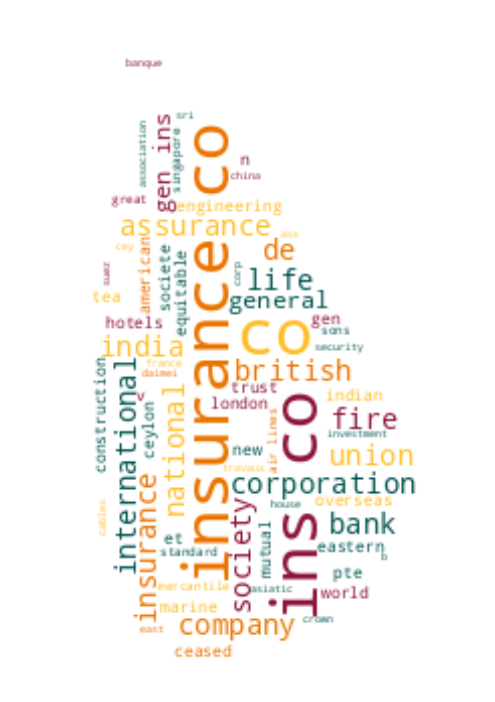 banque
sri
association
singapore
gen ins
insurance co
n
china
great
engineering
assurance
ass
cey
de
american
societe
equitable
suez
corp
life
tea
general
hotels
co
gen
sons
security
india
france
daimei
british
construction
international
v
ceylon
national
trust
london
indian
ins co
fire
air lines
investment
new
union
travaux
corporation
insurance
house
overseas
cables
society
mutual
bank
et
standard
eastern
b
pte
mercantile
asiatic
world
marine
crown
east
company
ceased